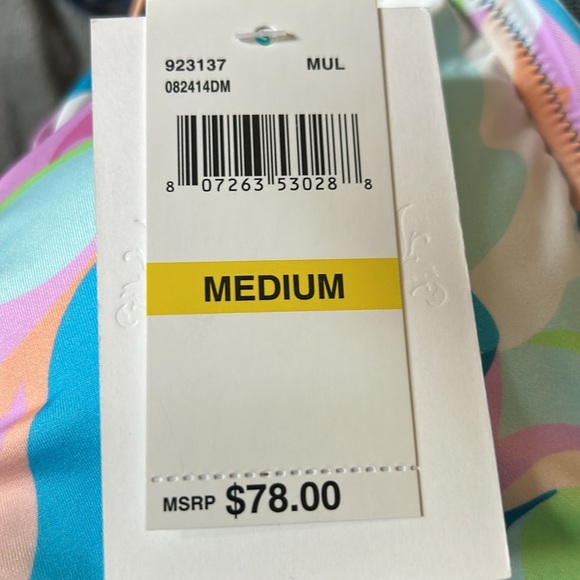 923137 MUL
082414DM
8 07263 53028 8
MEDIUM
MSRP $78.00